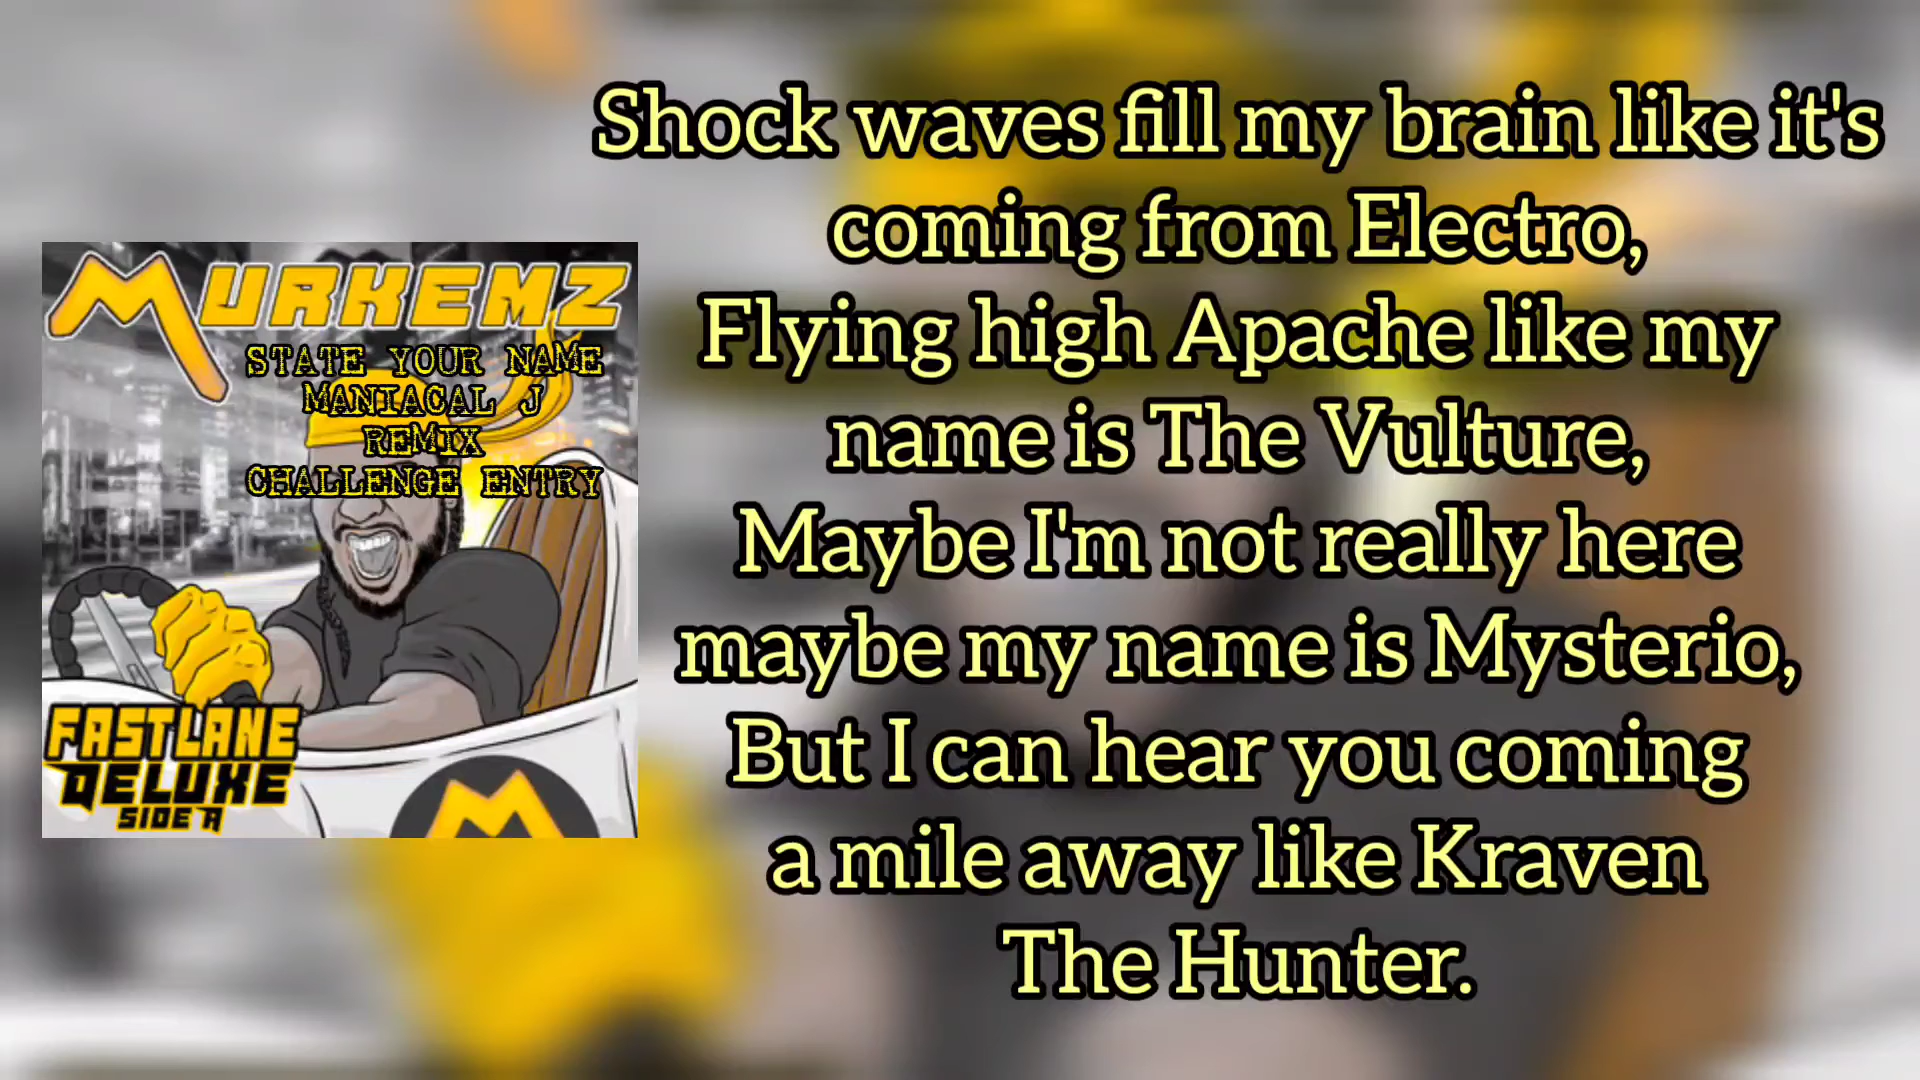 MURKEMZ
STATE YOUR NAME
MANIACAL J
REMIX
CHALLENGE ENTRY
FASTLANE
DELUXE
SIDE A
M
Shock waves fill my brain like it's
coming from Electro,
Flying high Apache like my
name is The Vulture,
Maybe I'm not really here
maybe my name is Mysterio,
But I can hear you coming
a mile away like Kraven
The Hunter.